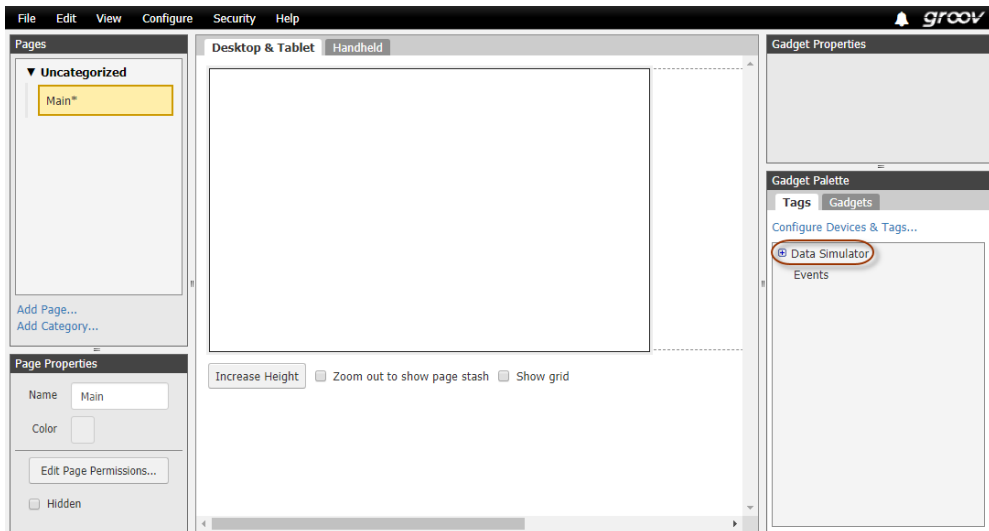 File Edit View Configure Security Help
groov
Pages
▼ Uncategorized
Main*
Add Page...
Add Category...
Page Properties
Name Main
Color
Edit Page Permissions...
Hidden
Desktop & Tablet Handheld
Increase Height Zoom out to show page stash Show grid
Gadget Properties
Gadget Palette
Tags Gadgets
Configure Devices & Tags...
Data Simulator
Events